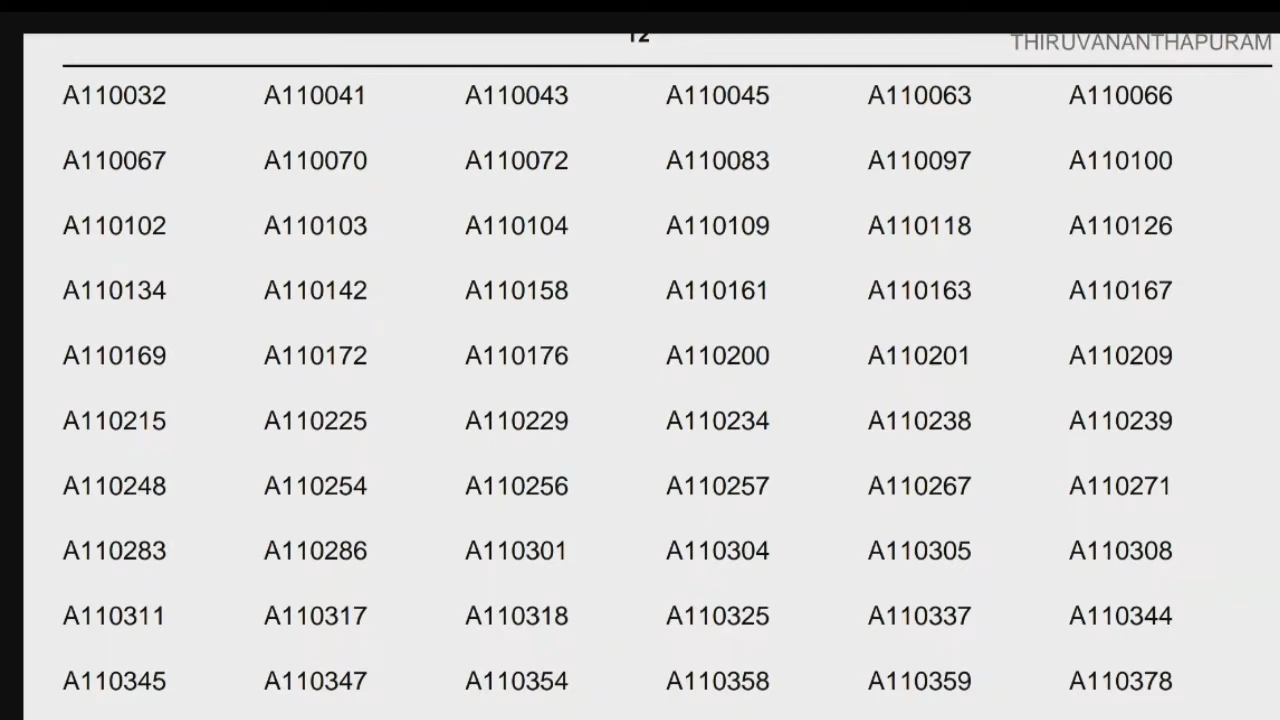 12 THIRUVANANTHAPURAM
A110032 A110041 A110043 A110045 A110063 A110066
A110067 A110070 A110072 A110083 A110097 A110100
A110102 A110103 A110104 A110109 A110118 A110126
A110134 A110142 A110158 A110161 A110163 A110167
A110169 A110172 A110176 A110200 A110201 A110209
A110215 A110225 A110229 A110234 A110238 A110239
A110248 A110254 A110256 A110257 A110267 A110271
A110283 A110286 A110301 A110304 A110305 A110308
A110311 A110317 A110318 A110325 A110337 A110344
A110345 A110347 A110354 A110358 A110359 A110378